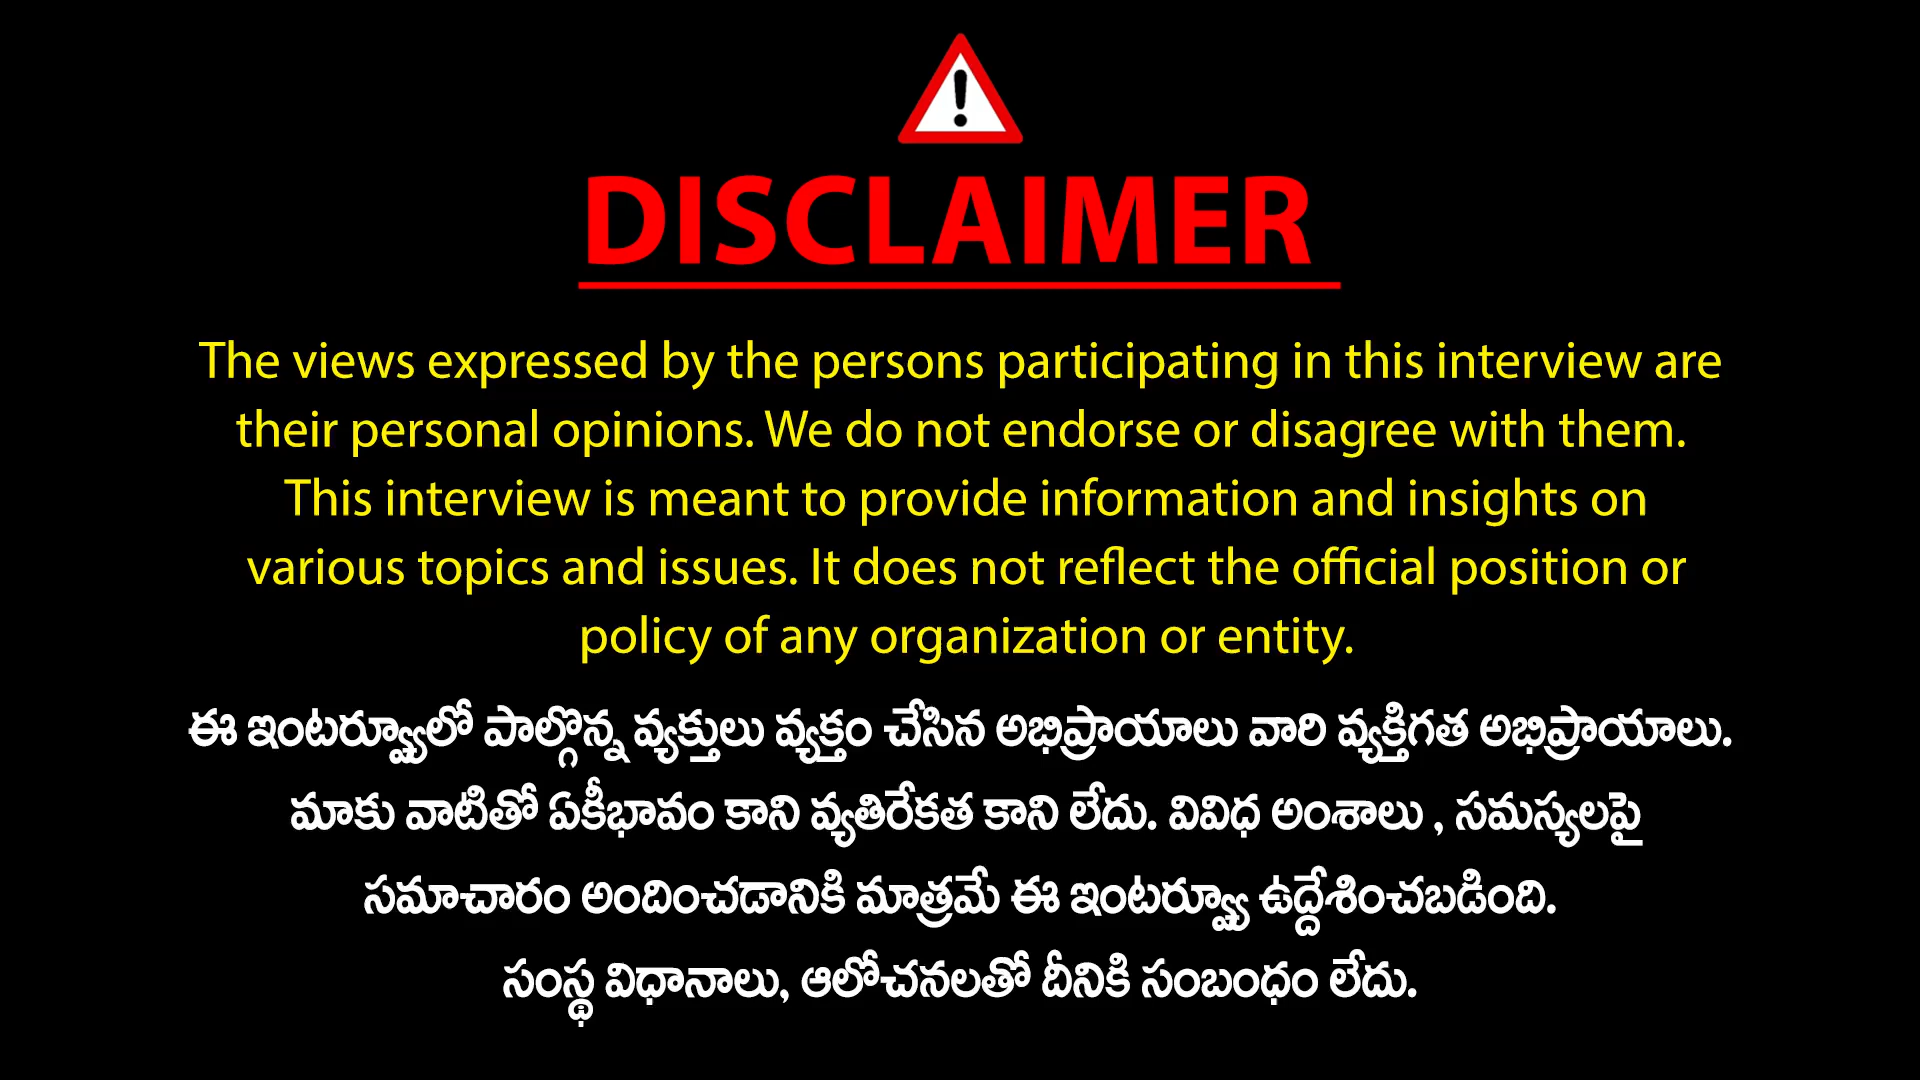 DISCLAIMER
The views expressed by the persons participating in this interview are
their personal opinions. We do not endorse or disagree with them.
This interview is meant to provide information and insights on
various topics and issues. It does not reflect the official position or
policy of any organization or entity.
ఈ ఇంటర్వ్యూలో పాల్గొన్న వ్యక్తులు వ్యక్తం చేసిన అభిప్రాయాలు వారి వ్యక్తిగత అభిప్రాయాలు.
మాకు వాటితో ఏకీభావం కాని వ్యతిరేకత కాని లేదు. వివిధ అంశాలు , సమస్యలపై
సమాచారం అందించడానికి మాత్రమే ఈ ఇంటర్వ్యూ ఉద్దేశించబడింది.
సంస్థ విధానాలు, ఆలోచనలతో దీనికి సంబంధం లేదు.